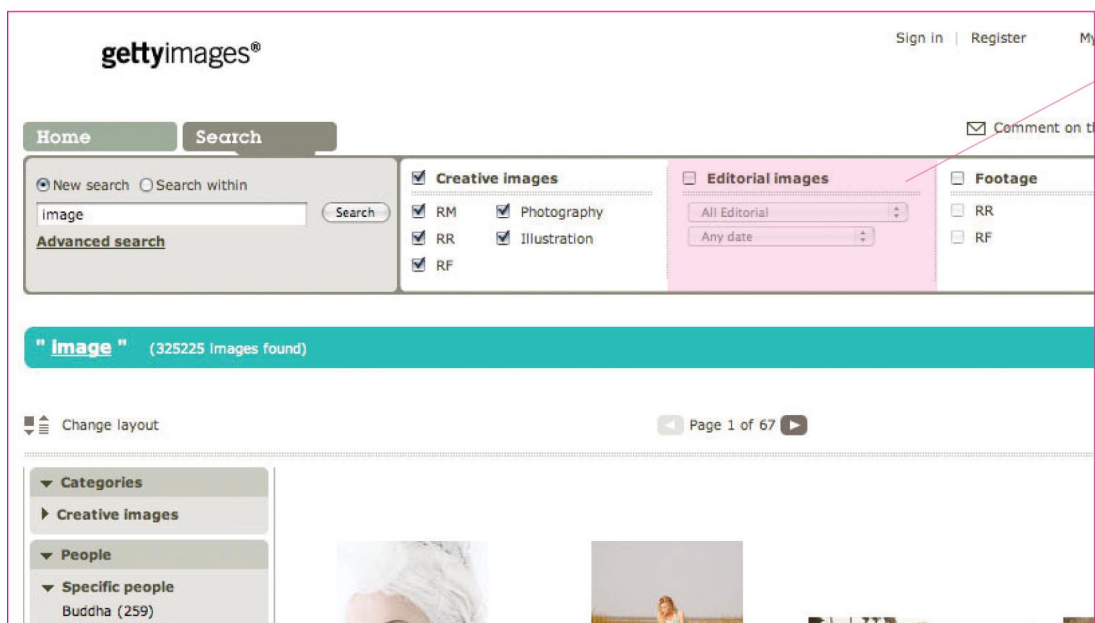 gettyimages®
Sign in | Register My
Home Search
Comment on th
New search Search within
image Search
Advanced search
Creative images
RM Photography
RR Illustration
RF
Editorial images
All Editorial
Any date
Footage
RR
RF
" image " (325225 images found)
Change layout
Page 1 of 67
Categories
Creative images
People
Specific people
Buddha (259)